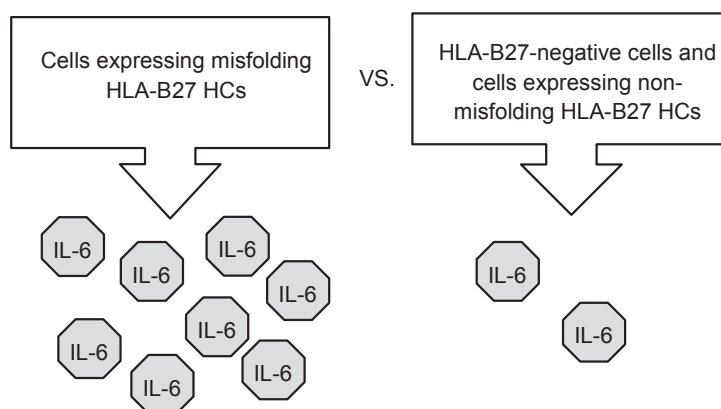 Cells expressing misfolding
HLA-B27 HCs
VS.
HLA-B27-negative cells and
cells expressing non-
misfolding HLA-B27 HCs
IL-6
IL-6
IL-6
IL-6
IL-6
IL-6
IL-6
IL-6
IL-6
IL-6